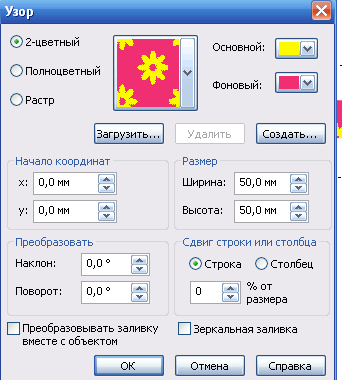 Узор
2-цветный
Полноцветный
Растр
Основной:
Фоновый:
Загрузить...
Удалить
Создать...
Начало координат
x: 0,0 мм
y: 0,0 мм
Размер
Ширина: 50,0 мм
Высота: 50,0 мм
Преобразовать
Наклон: 0,0 °
Поворот: 0,0 °
Сдвиг строки или столбца
Строка
Столбец
0 % от
размера
Преобразовывать заливку
вместе с объектом
Зеркальная заливка
ОК
Отмена
Справка